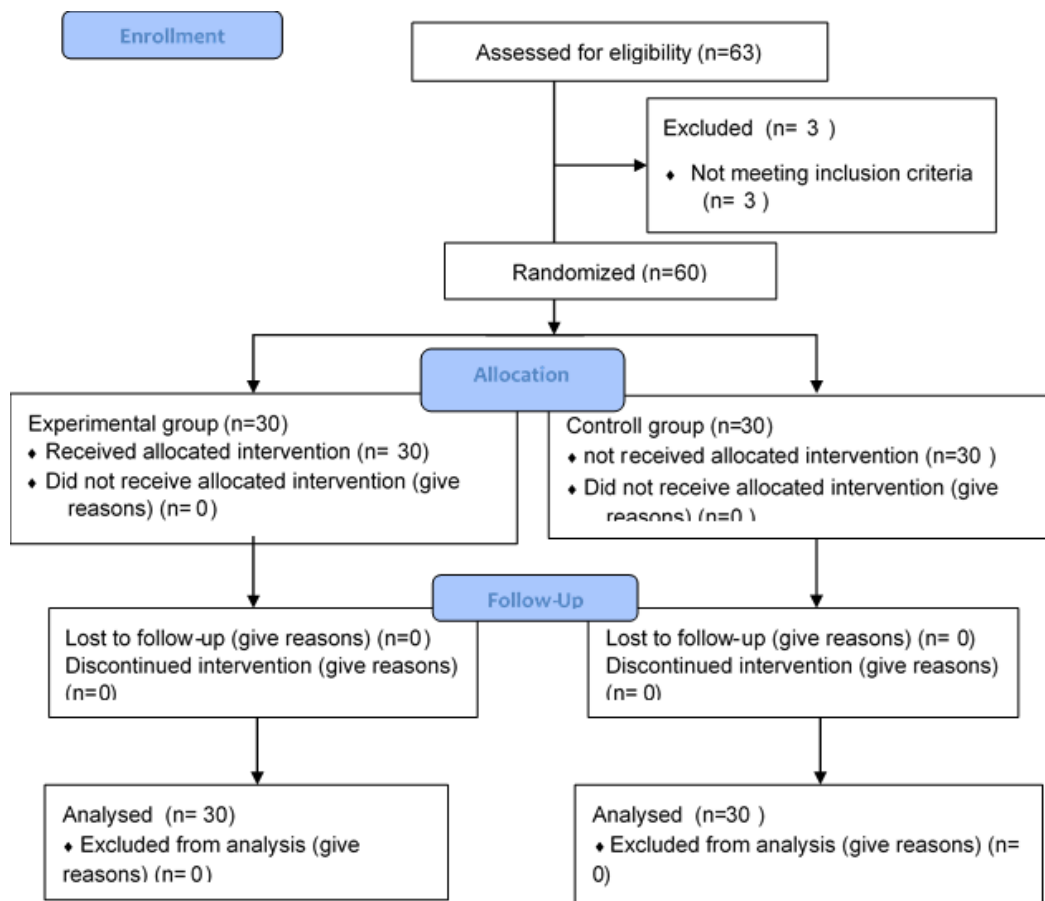 Enrollment
Assessed for eligibility (n=63)
Excluded (n= 3 )
♦ Not meeting inclusion criteria
(n= 3 )
Randomized (n=60)
Allocation
Experimental group (n=30)
♦ Received allocated intervention (n= 30)
♦ Did not receive allocated intervention (give
reasons) (n= 0)
Controll group (n=30)
♦ not received allocated intervention (n=30 )
♦ Did not receive allocated intervention (give
reasons) (n=0 )
Follow-Up
Lost to follow-up (give reasons) (n=0)
Discontinued intervention (give reasons)
(n=0)
Lost to follow-up (give reasons) (n= 0)
Discontinued intervention (give reasons)
(n= 0)
Analysed (n= 30)
♦ Excluded from analysis (give
reasons) (n= 0)
Analysed (n=30 )
♦ Excluded from analysis (give reasons) (n=
0)